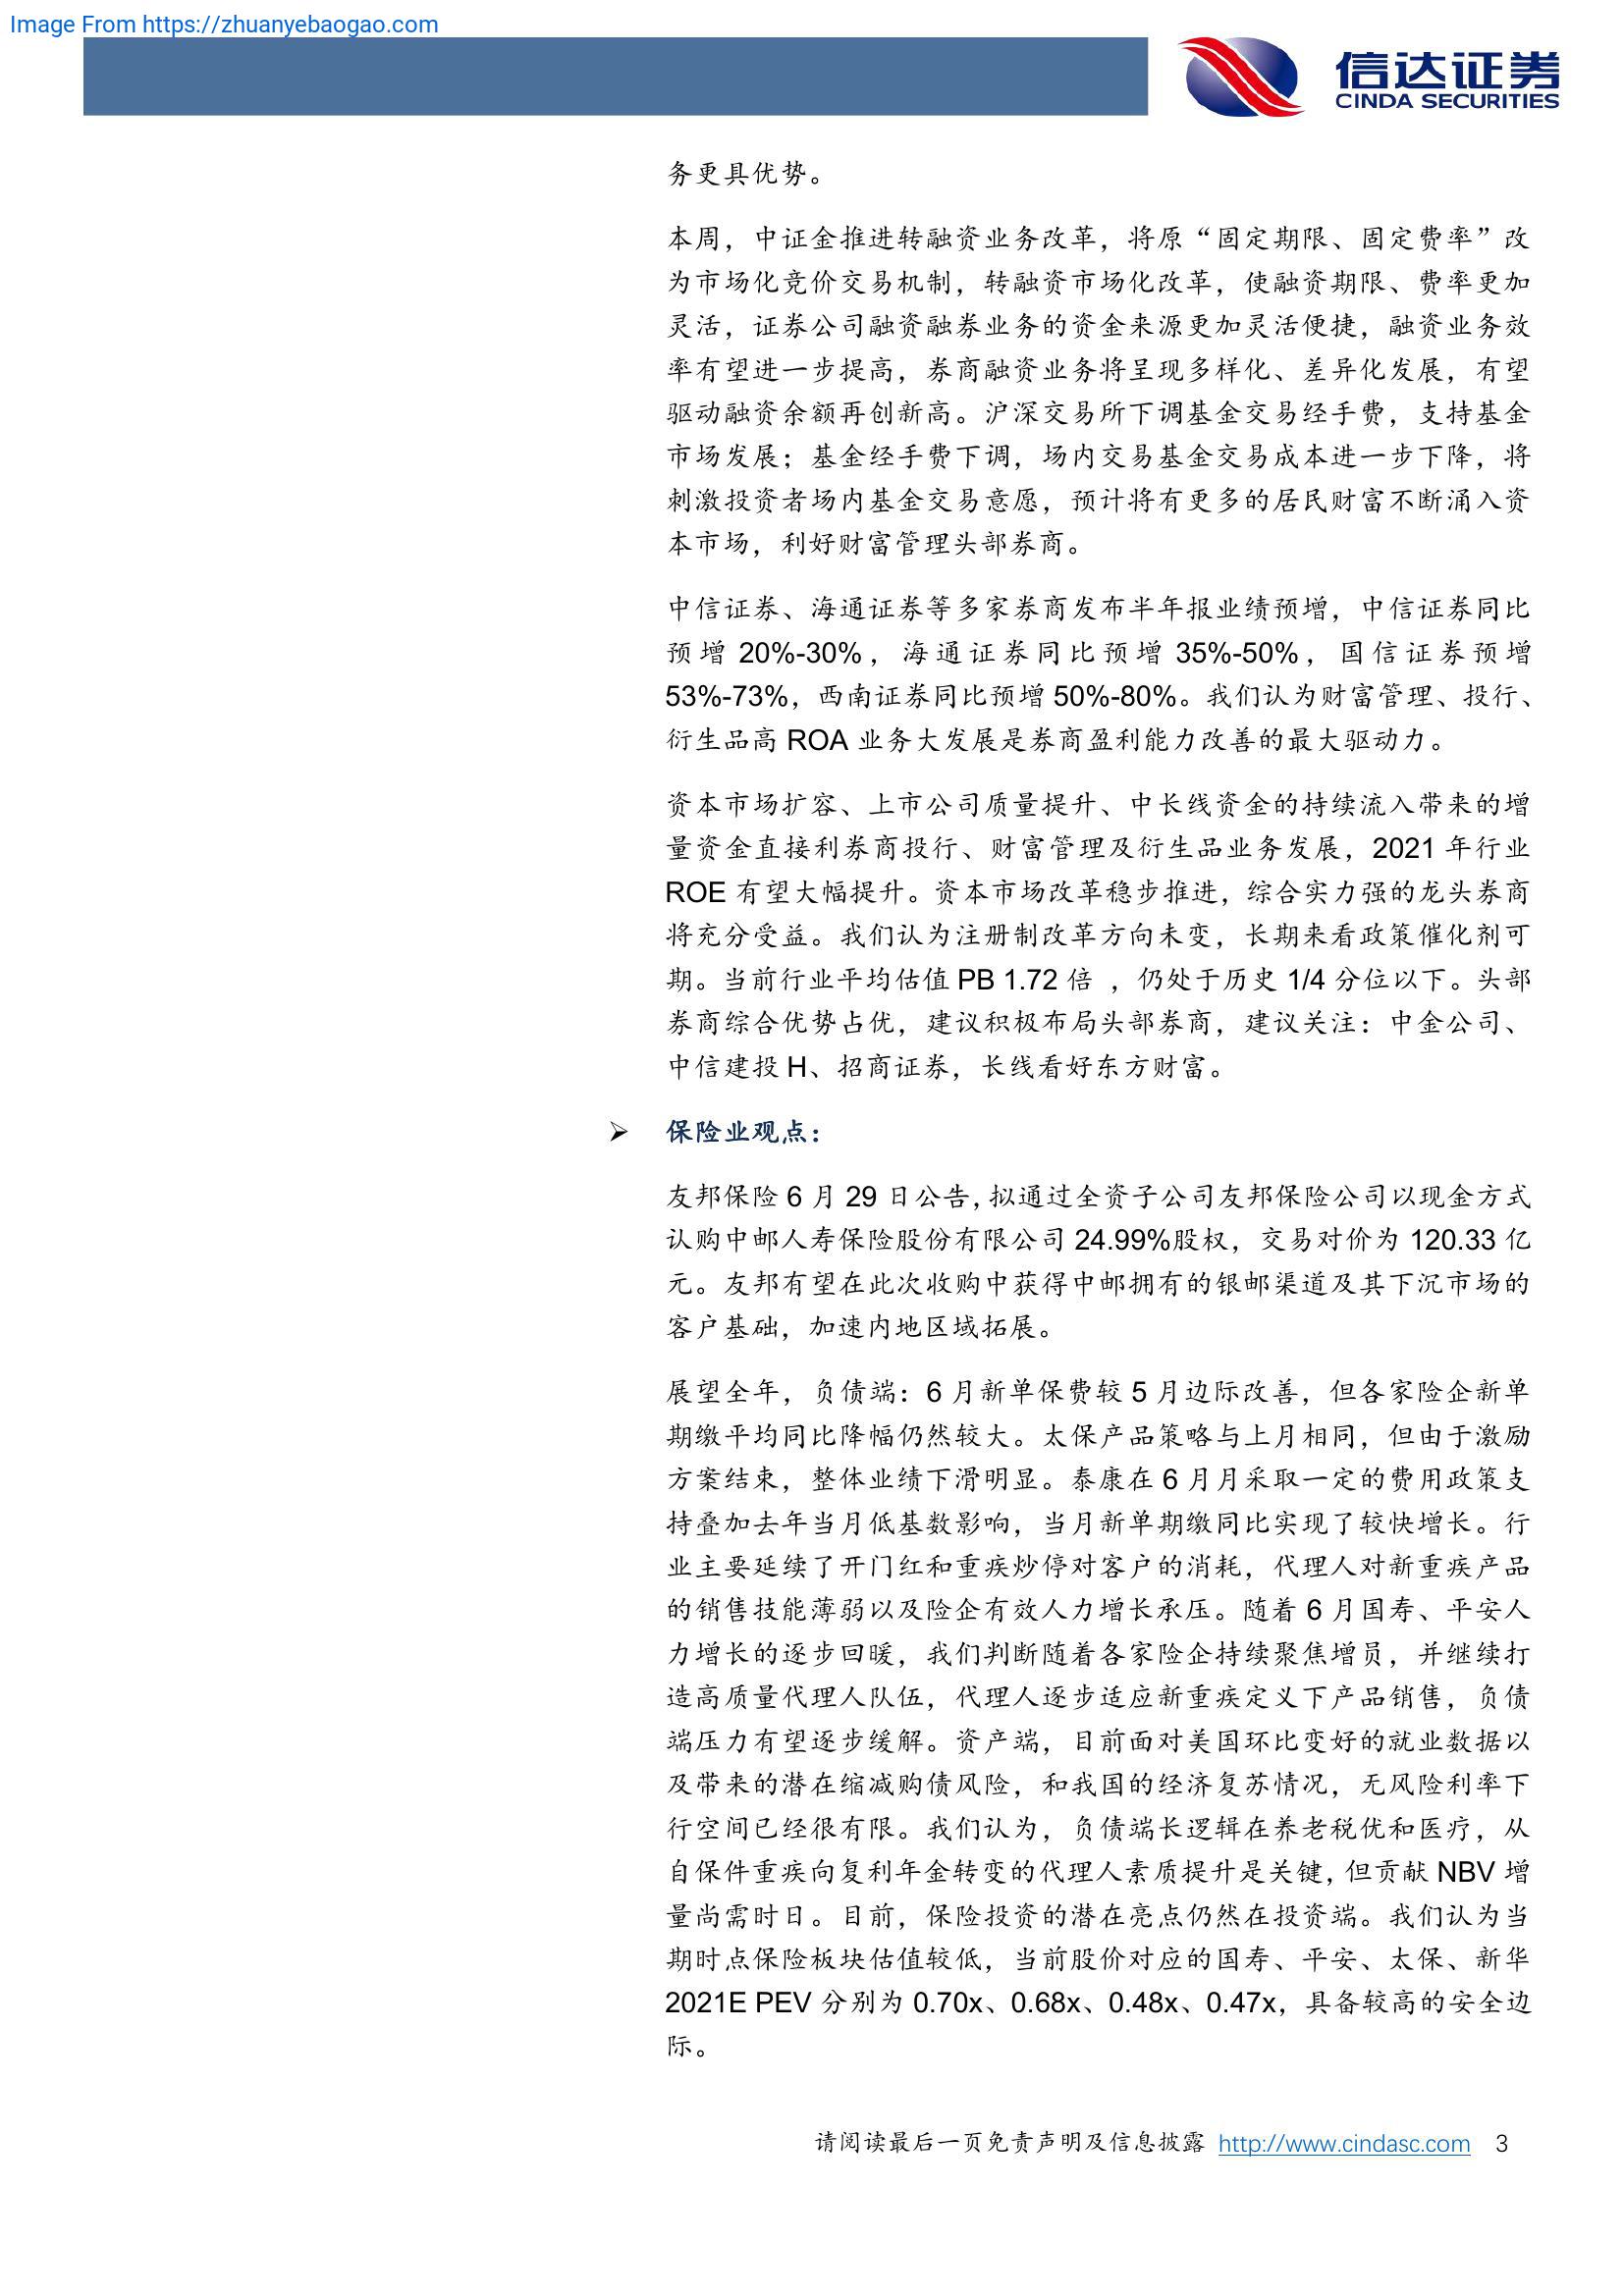 Image From https://zhuanyebaogao.com
信达证券
CINDA SECURITIES
务更具优势。
本周，中证金推进转融资业务改革，将原“固定期限、固定费率”改
为市场化竞价交易机制，转融资市场化改革，使融资期限、费率更加
灵活，证券公司融资融券业务的资金来源更加灵活便捷，融资业务效
率有望进一步提高，券商融资业务将呈现多样化、差异化发展，有望
驱动融资余额再创新高。沪深交易所下调基金交易经手费，支持基金
市场发展；基金经手费下调，场内交易基金交易成本进一步下降，将
刺激投资者场内基金交易意愿，预计将有更多的居民财富不断涌入资
本市场，利好财富管理头部券商。
中信证券、海通证券等多家券商发布半年报业绩预增，中信证券同比
预增 20%-30%，海通证券同比预增 35%-50%，国信证券预增
53%-73%，西南证券同比预增 50%-80%。我们认为财富管理、投行、
衍生品高 ROA 业务大发展是券商盈利能力改善的最大驱动力。
资本市场扩容、上市公司质量提升、中长线资金的持续流入带来的增
量资金直接利券商投行、财富管理及衍生品业务发展，2021 年行业
ROE 有望大幅提升。资本市场改革稳步推进，综合实力强的龙头券商
将充分受益。我们认为注册制改革方向未变，长期来看政策催化剂可
期。当前行业平均估值 PB 1.72 倍 ，仍处于历史 1/4 分位以下。头部
券商综合优势占优，建议积极布局头部券商，建议关注：中金公司、
中信建投 H、招商证券，长线看好东方财富。
➢ 保险业观点：
友邦保险 6 月 29 日公告，拟通过全资子公司友邦保险公司以现金方式
认购中邮人寿保险股份有限公司 24.99%股权，交易对价为 120.33 亿
元。友邦有望在此次收购中获得中邮拥有的银邮渠道及其下沉市场的
客户基础，加速内地区域拓展。
展望全年，负债端：6 月新单保费较 5 月边际改善，但各家险企新单
期缴平均同比降幅仍然较大。太保产品策略与上月相同，但由于激励
方案结束，整体业绩下滑明显。泰康在 6 月月采取一定的费用政策支
持叠加去年当月低基数影响，当月新单期缴同比实现了较快增长。行
业主要延续了开门红和重疾炒停对客户的消耗，代理人对新重疾产品
的销售技能薄弱以及险企有效人力增长承压。随着 6 月国寿、平安人
力增长的逐步回暖，我们判断随着各家险企持续聚焦增员，并继续打
造高质量代理人队伍，代理人逐步适应新重疾定义下产品销售，负债
端压力有望逐步缓解。资产端，目前面对美国环比变好的就业数据以
及带来的潜在缩减购债风险，和我国的经济复苏情况，无风险利率下
行空间已经很有限。我们认为，负债端长逻辑在养老税优和医疗，从
自保件重疾向复利年金转变的代理人素质提升是关键，但贡献 NBV 增
量尚需时日。目前，保险投资的潜在亮点仍然在投资端。我们认为当
期时点保险板块估值较低，当前股价对应的国寿、平安、太保、新华
2021E PEV 分别为 0.70x、0.68x、0.48x、0.47x，具备较高的安全边
际。
请阅读最后一页免责声明及信息披露 http://www.cindasc.com 3